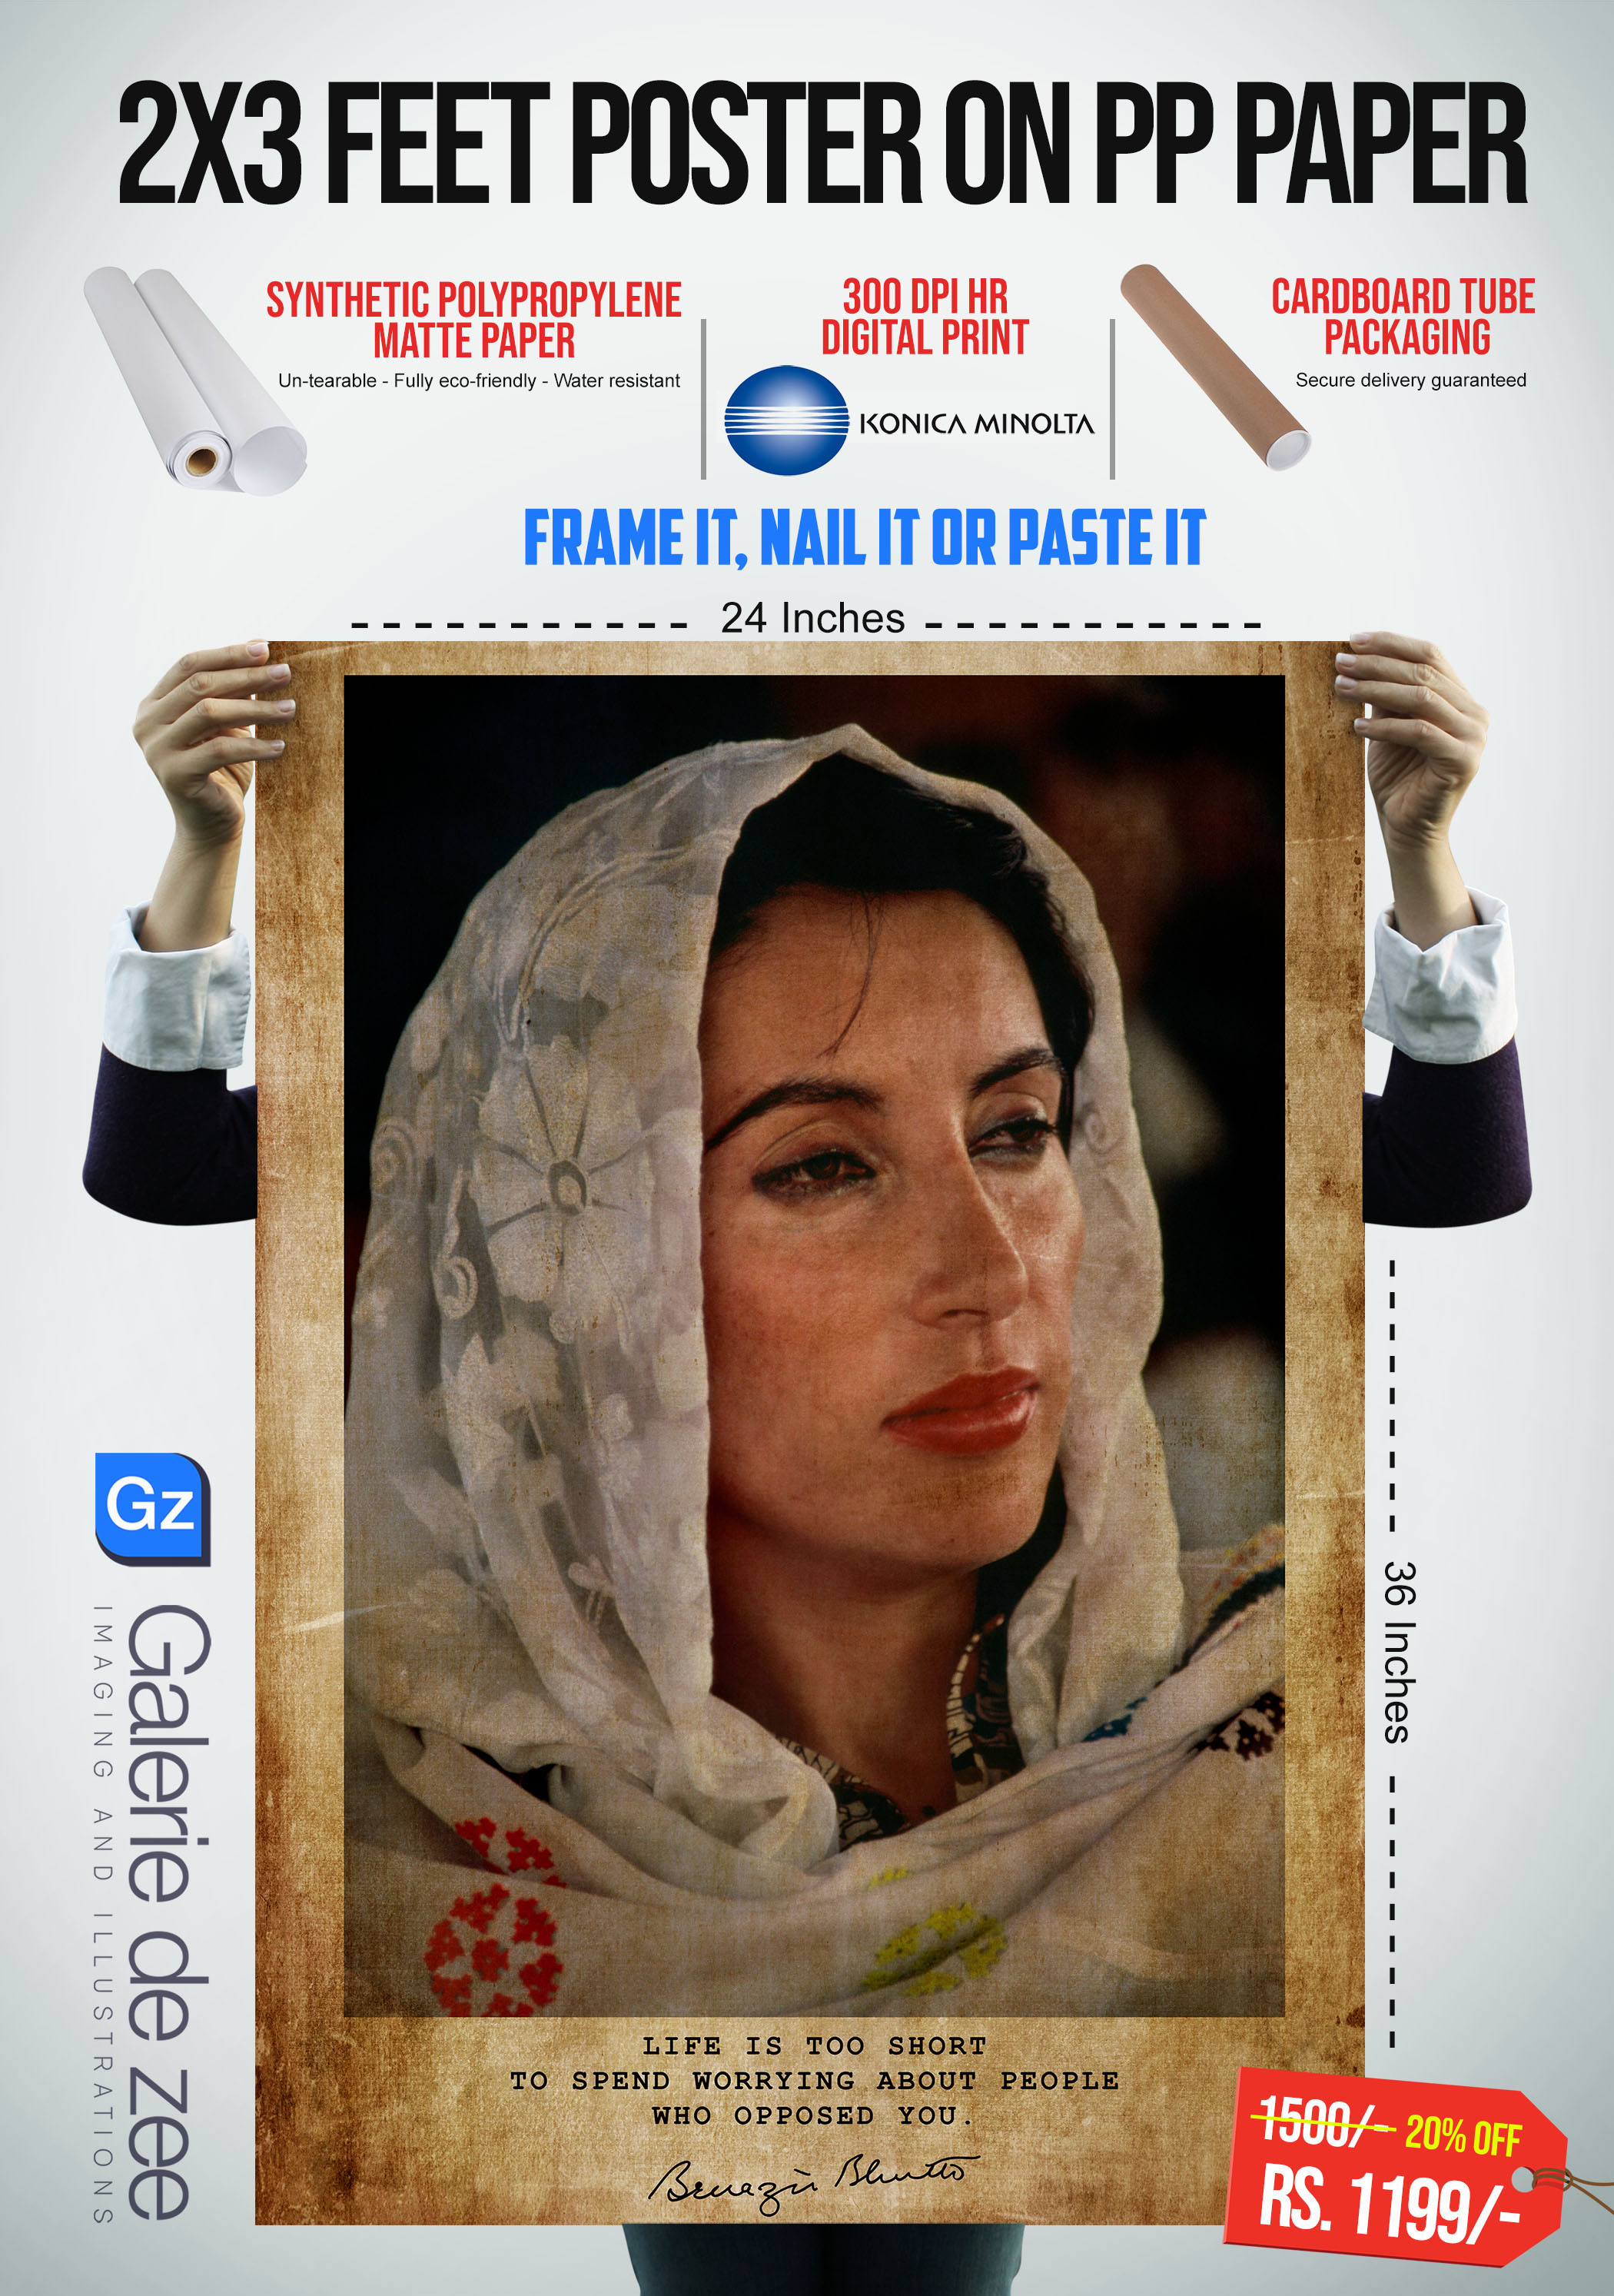 2X3 FEET POSTER ON PP PAPER
SYNTHETIC POLYPROPYLENE
MATTE PAPER
Un-tearable - Fully eco-friendly - Water resistant
300 DPI HR
DIGITAL PRINT
KONICA MINOLTA
CARDBOARD TUBE
PACKAGING
Secure delivery guaranteed
FRAME IT, NAIL IT OR PASTE IT
24 Inches
36 Inches
Gz
Galerie de zee
IMAGING AND ILLUSTRATIONS
LIFE IS TOO SHORT
TO SPEND WORRYING ABOUT PEOPLE
WHO OPPOSED YOU.
Benazir Bhutto
1500/- 20% OFF
RS. 1199/-